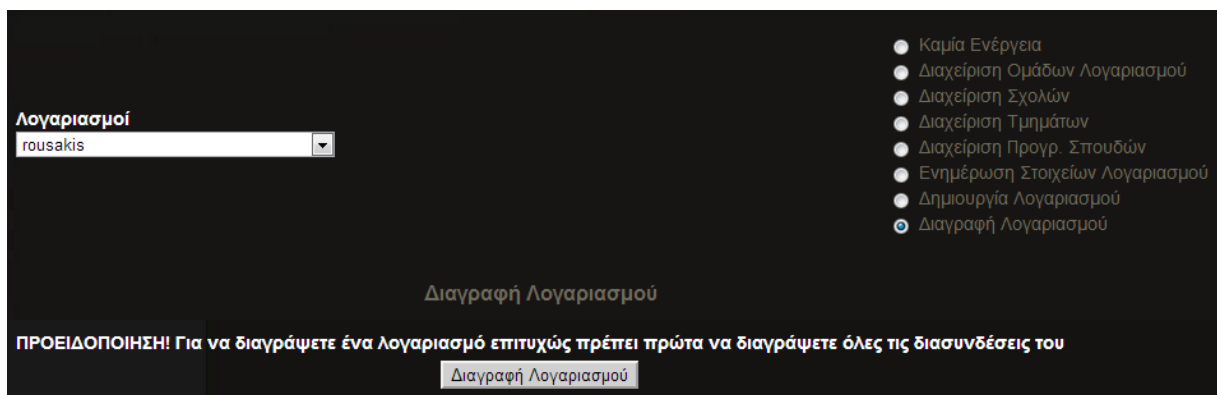 Καμία Ενέργεια
Διαχείριση Ομάδων Λογαριασμού
Διαχείριση Σχολών
Διαχείριση Τμημάτων
Διαχείριση Προγρ. Σπουδών
Ενημέρωση Στοιχείων Λογαριασμού
Δημιουργία Λογαριασμού
Διαγραφή Λογαριασμού
Λογαριασμοί
rousakis
Διαγραφή Λογαριασμού
ΠΡΟΕΙΔΟΠΟΙΗΣΗ! Για να διαγράψετε ένα λογαριασμό επιτυχώς πρέπει πρώτα να διαγράψετε όλες τις διασυνδέσεις του
Διαγραφή Λογαριασμού